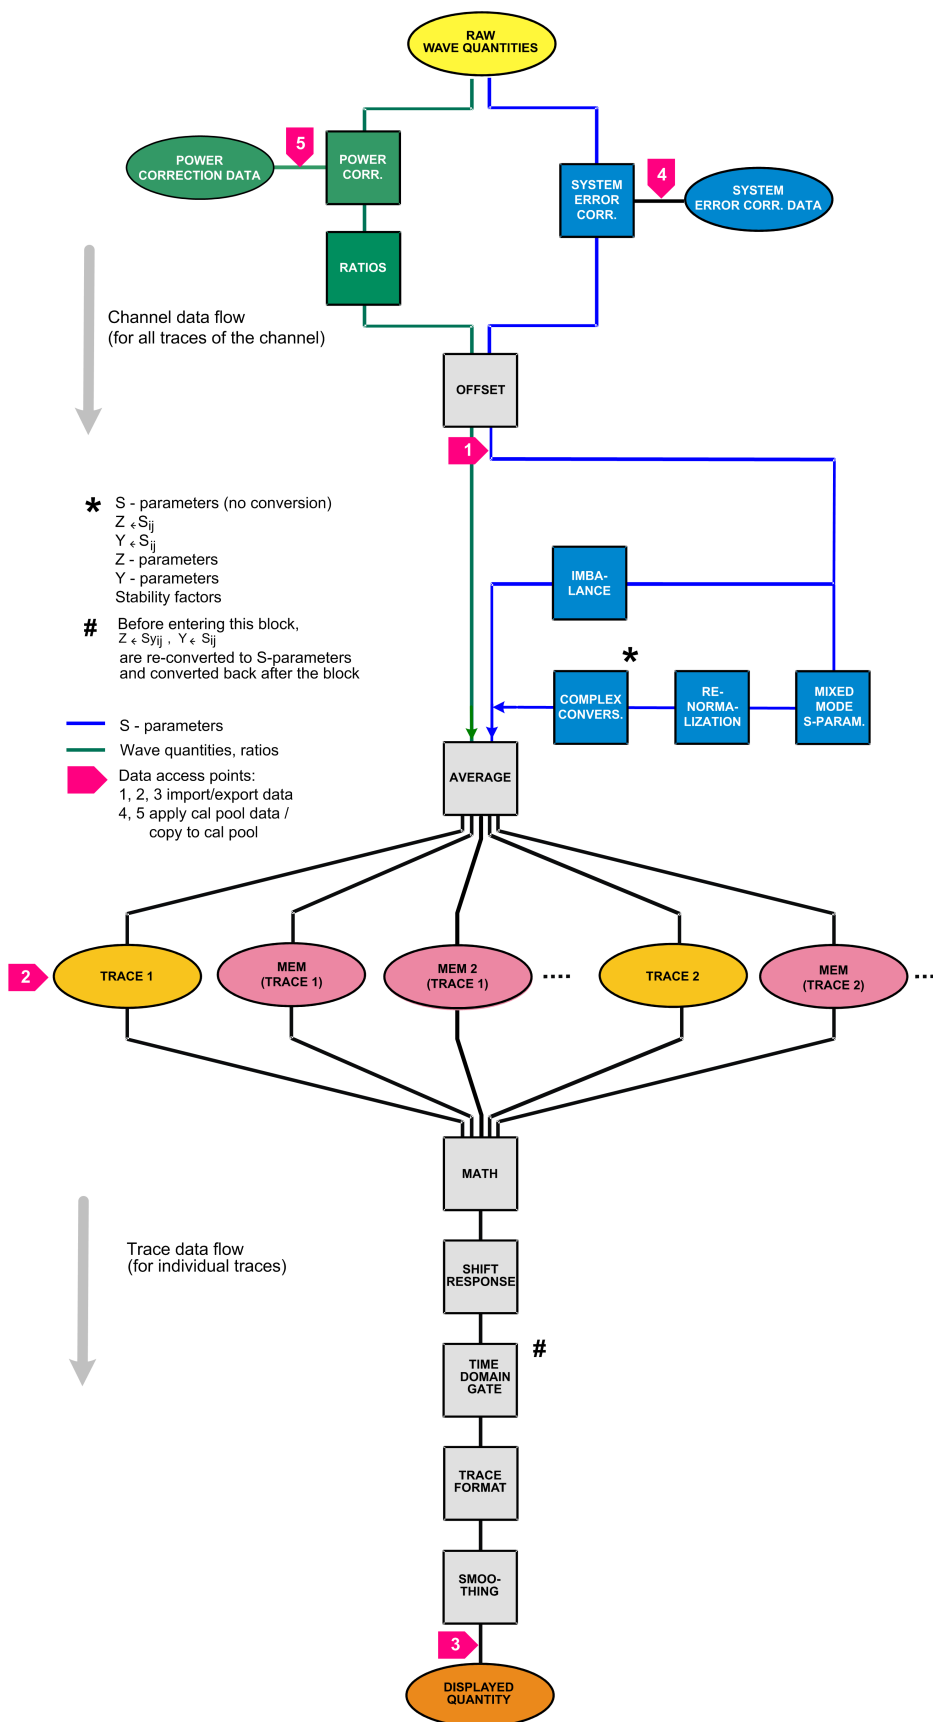 RAW
WAVE QUANTITIES
5
POWER
CORRECTION DATA
POWER
CORR.
SYSTEM
ERROR
CORR.
4
SYSTEM
ERROR CORR. DATA
RATIOS
Channel data flow
(for all traces of the channel)
OFFSET
1
* S - parameters (no conversion)
Z ← Sij
Y ← Sij
Z - parameters
Y - parameters
Stability factors
# Before entering this block,
Z ← Syij , Y ← Sij
are re-converted to S-parameters
and converted back after the block
IMBA-
LANCE
*
COMPLEX
CONVERS.
RE-
NORMA-
LIZATION
MIXED
MODE
S-PARAM.
S - parameters
Wave quantities, ratios
Data access points:
1, 2, 3 import/export data
4, 5 apply cal pool data /
copy to cal pool
AVERAGE
2
TRACE 1
MEM
(TRACE 1)
MEM 2
(TRACE 1)
....
TRACE 2
MEM
(TRACE 2)
....
MATH
Trace data flow
(for individual traces)
SHIFT
RESPONSE
#
TIME
DOMAIN
GATE
TRACE
FORMAT
SMOO-
THING
3
DISPLAYED
QUANTITY